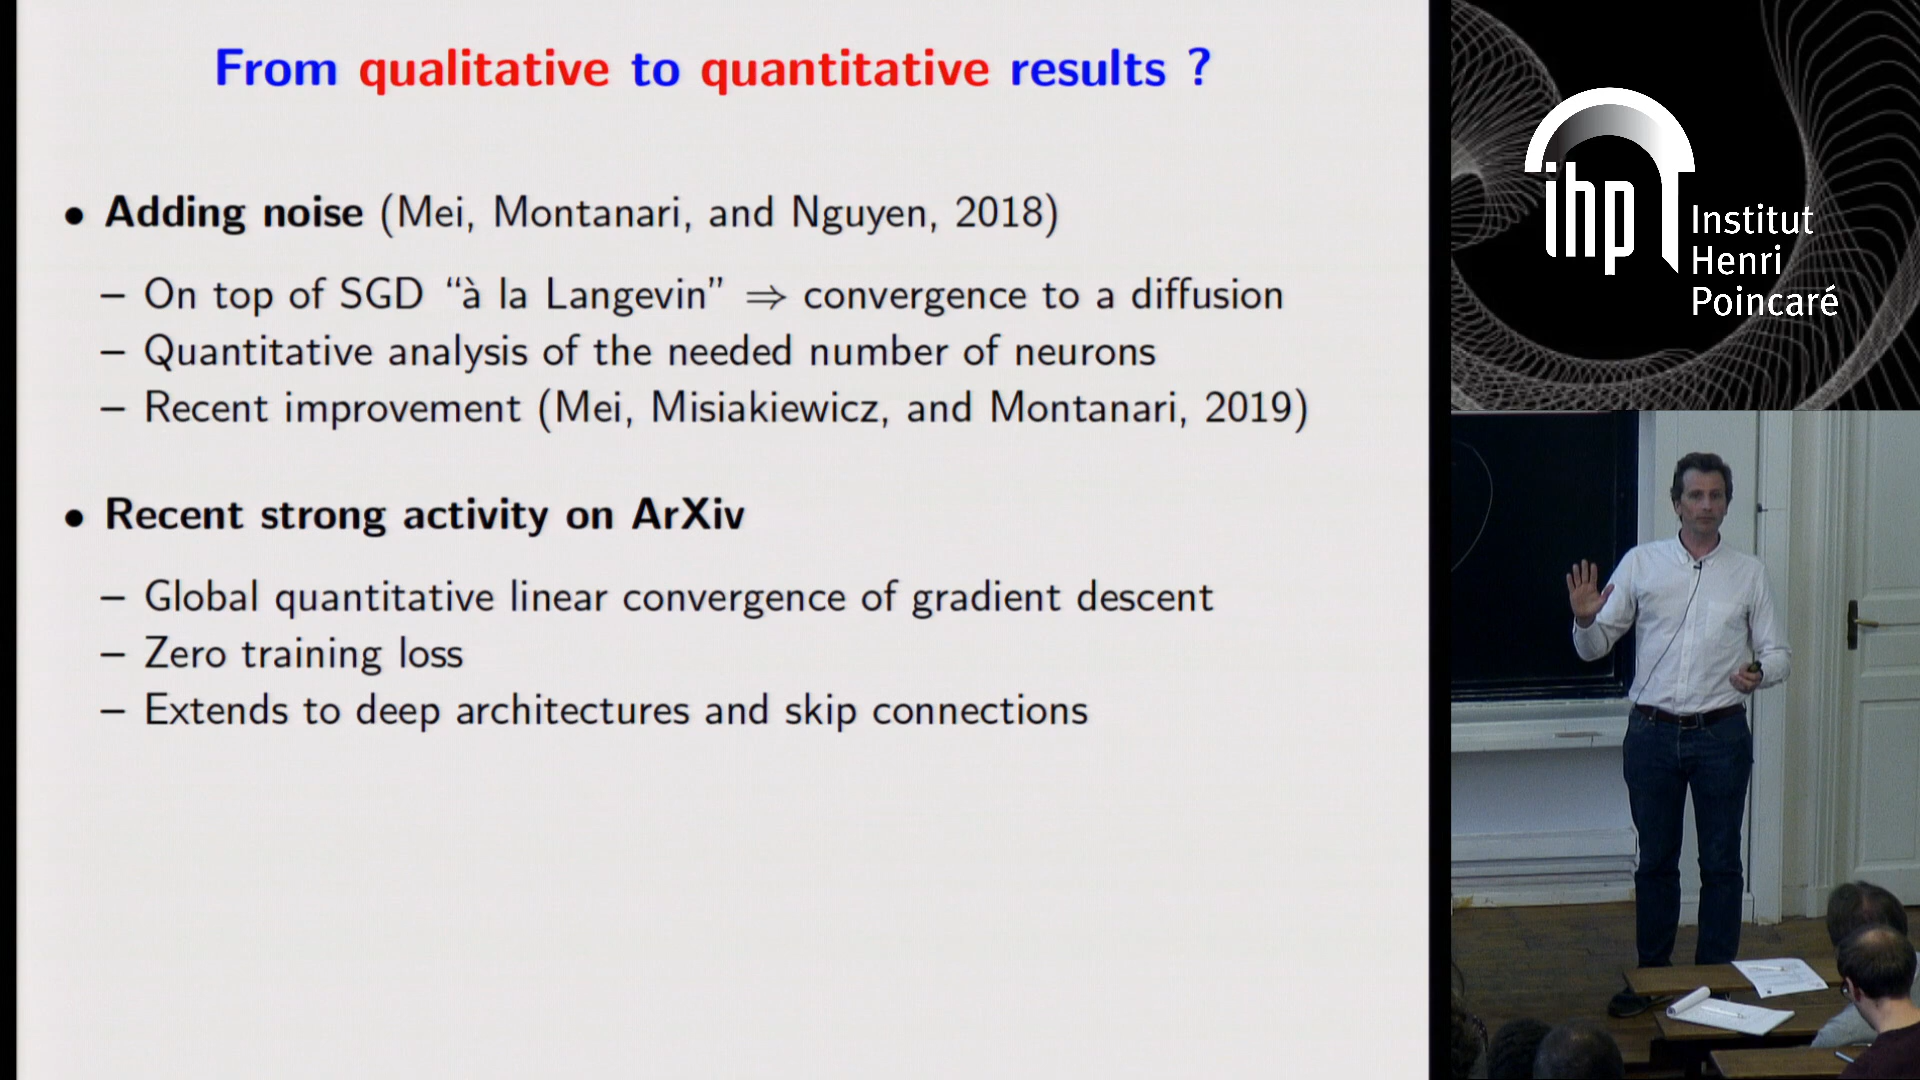 From qualitative to quantitative results ?
• Adding noise (Mei, Montanari, and Nguyen, 2018)
– On top of SGD “à la Langevin” ⇒ convergence to a diffusion
– Quantitative analysis of the needed number of neurons
– Recent improvement (Mei, Misiakiewicz, and Montanari, 2019)
• Recent strong activity on ArXiv
– Global quantitative linear convergence of gradient descent
– Zero training loss
– Extends to deep architectures and skip connections
ihp
Institut
Henri
Poincaré